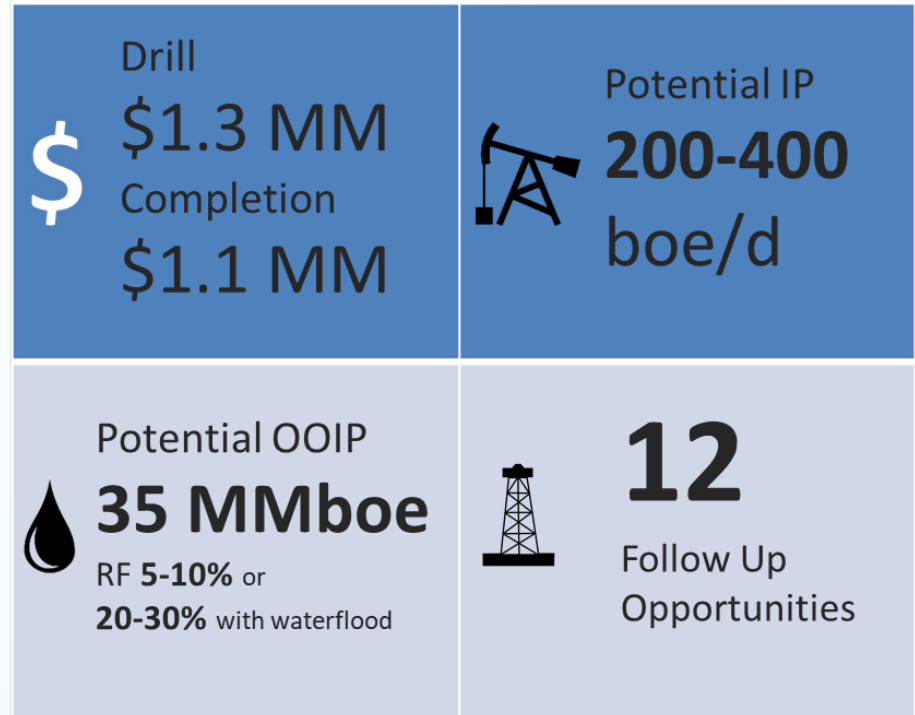 $
Drill
$1.3 MM
Completion
$1.1 MM
Potential IP
200-400
boe/d
Potential OOIP
35 MMboe
RF 5-10% or
20-30% with waterflood
12
Follow Up
Opportunities